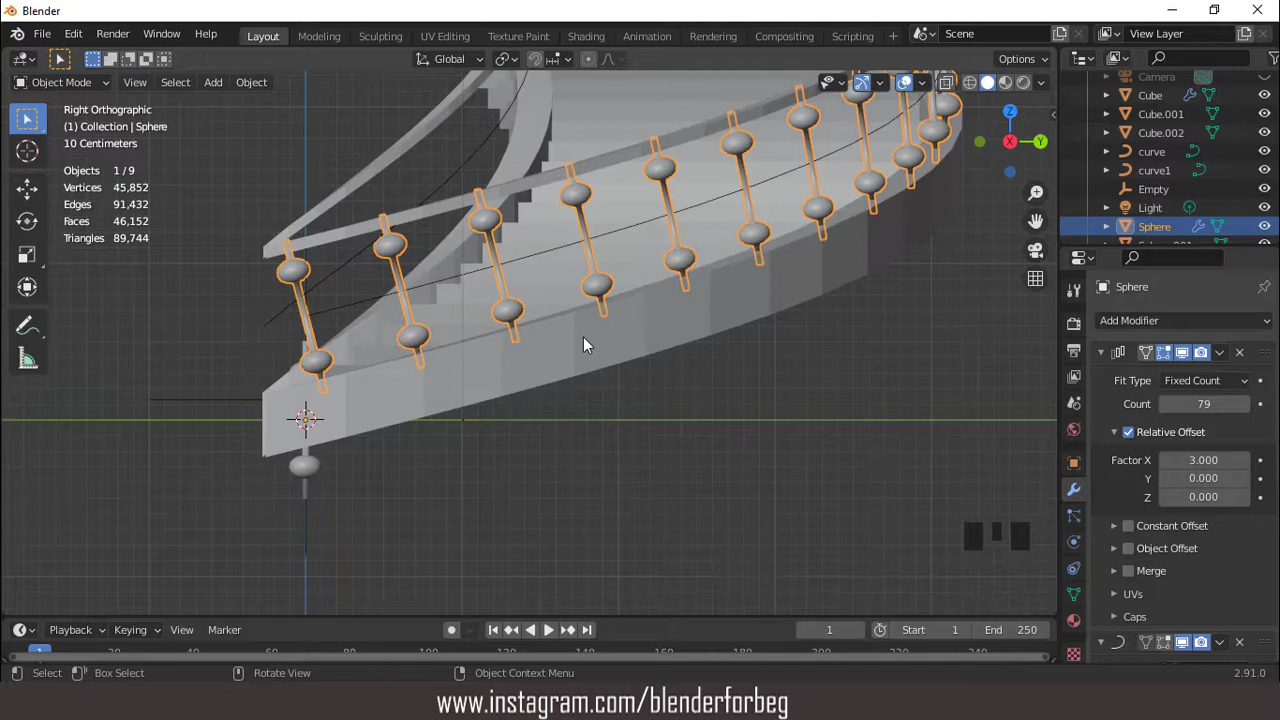 Blender
File Edit Render Window Help
Layout Modeling Sculpting UV Editing Texture Paint Shading Animation Rendering Compositing Scripting
Scene
View Layer
Global
Options
Object Mode View Select Add Object
Right Orthographic
(1) Collection | Sphere
10 Centimeters
Objects 1/9
Vertices 45,852
Edges 91,432
Faces 46,152
Triangles 89,744
Z
X
Y
Camera
Cube
Cube.001
Cube.002
curve
curve1
Empty
Light
Sphere
Sphere
Add Modifier
Fit Type Fixed Count
Count 79
Relative Offset
Factor X 3.000
Y 0.000
Z 0.000
Constant Offset
Object Offset
Merge
UVs
Caps
Playback Keying View Marker
1
Start 1
End 250
Select
Box Select
Rotate View
Object Context Menu
2.91.0
www.instagram.com/blenderforbeg